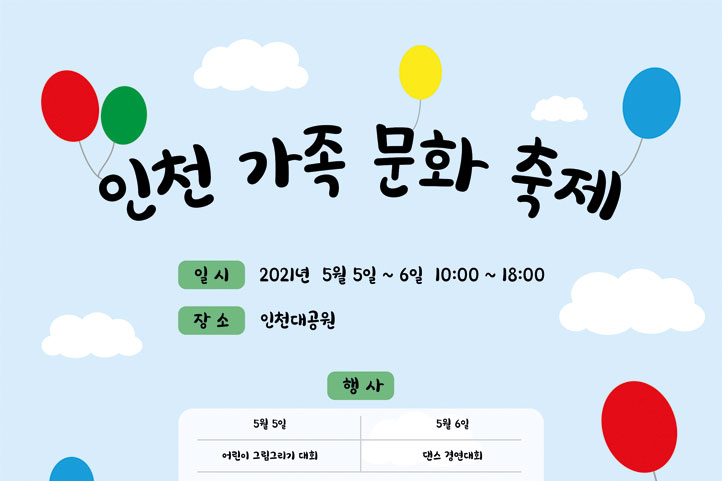 인천 가족 문화 축제
일 시 2021년 5월 5일 ~ 6일 10:00 ~ 18:00
장 소 인천대공원
행 사
5월 5일 5월 6일
어린이 그림그리기 대회 댄스 경연대회